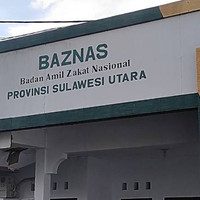 BAZNAS
Badan Amil Zakat Nasional
PROVINSI SULAWESI UTARA